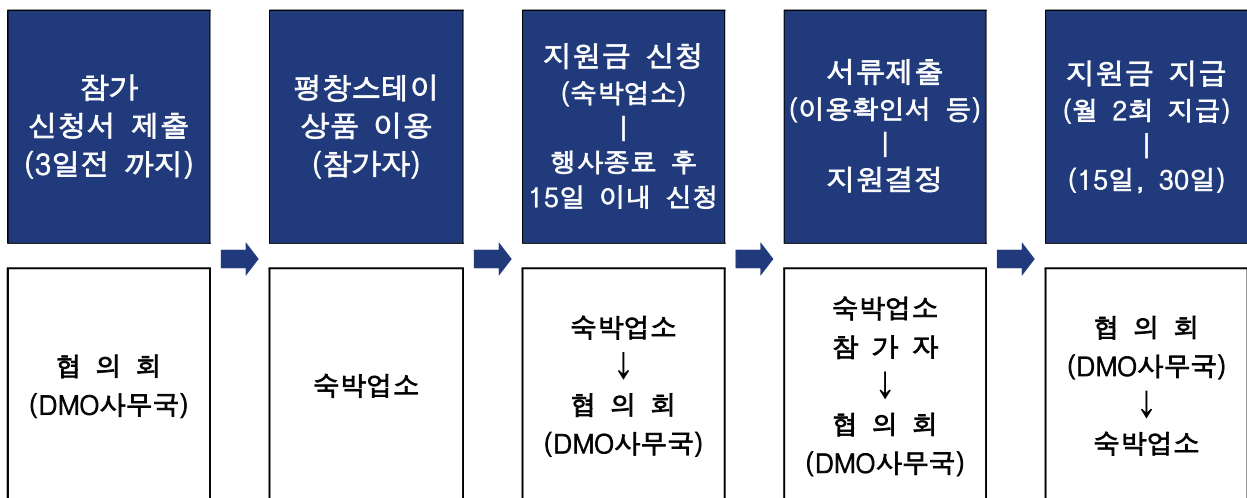 참가
신청서 제출
(3일전 까지)
평창스테이
상품 이용
(참가자)
지원금 신청
(숙박업소)
|
행사종료 후
15일 이내 신청
서류제출
(이용확인서 등)
|
지원결정
지원금 지급
(월 2회 지급)
|
(15일, 30일)
협 의 회
(DMO사무국)
숙박업소
숙박업소
↓
협 의 회
(DMO사무국)
숙박업소
참 가 자
↓
협 의 회
(DMO사무국)
협 의 회
(DMO사무국)
↓
숙박업소